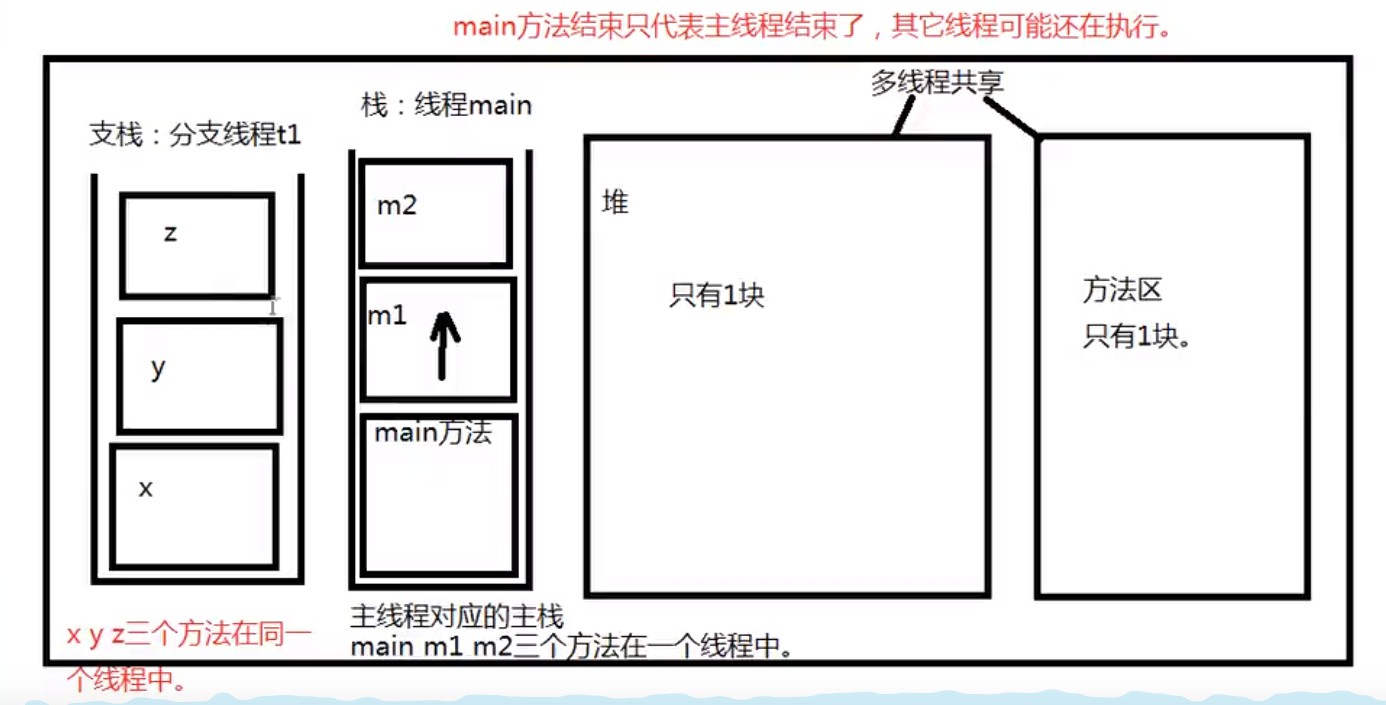 main方法结束只代表主线程结束了，其它线程可能还在执行。
多线程共享
栈：线程main
支栈：分支线程t1
m2
z
堆
只有1块
方法区
只有1块。
m1
y
main方法
x
主线程对应的主栈
main m1 m2三个方法在一个线程中。
x y z三个方法在同一
个线程中。